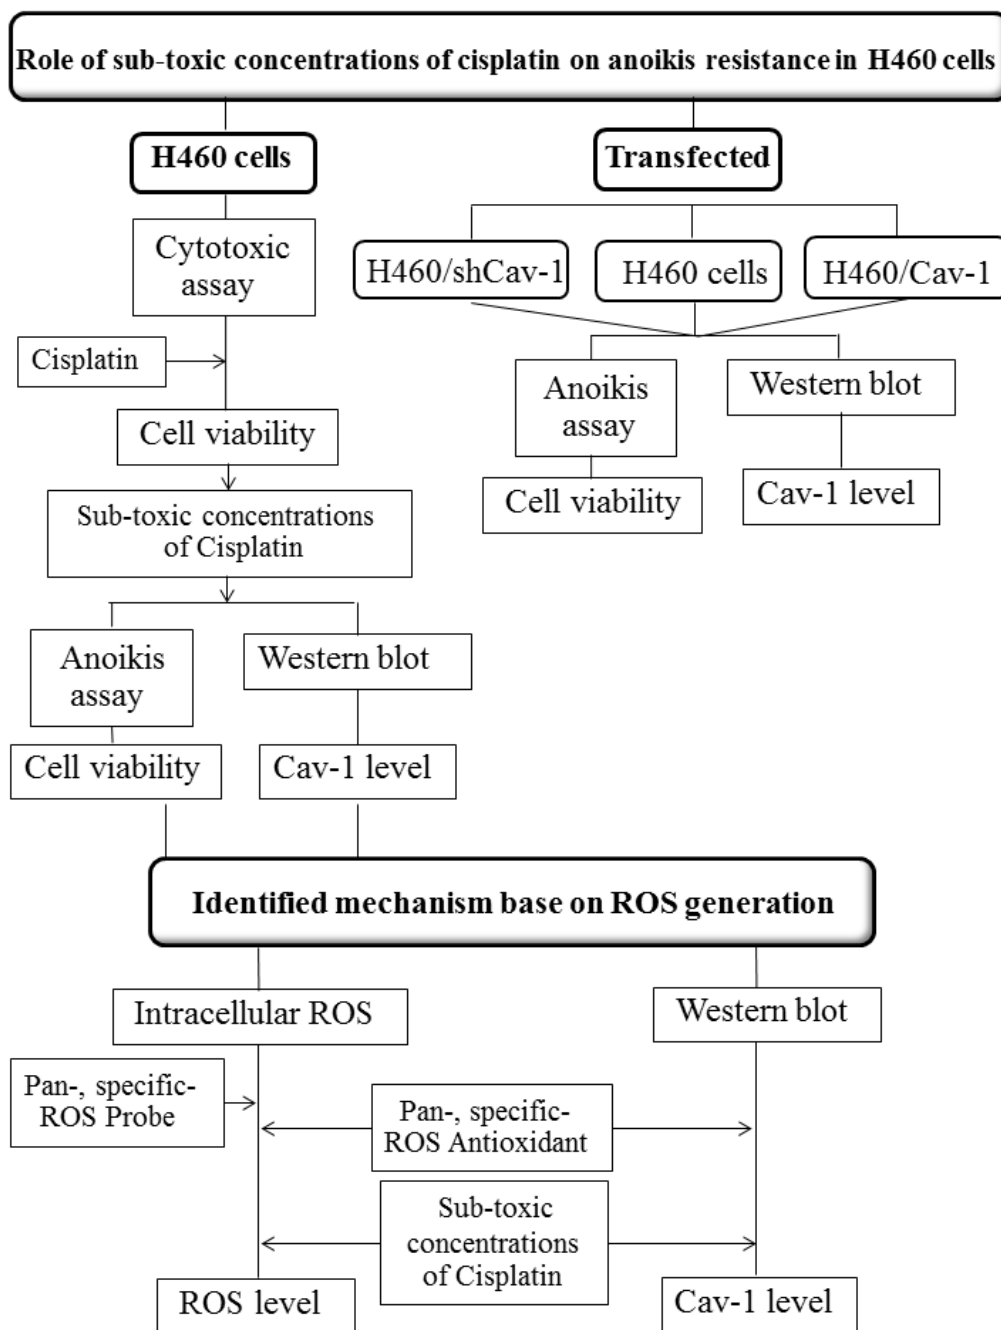 Role of sub-toxic concentrations of cisplatin on anoikis resistance in H460 cells
H460 cells
Transfected
Cytotoxic
assay
H460/shCav-1
H460 cells
H460/Cav-1
Cisplatin
Cell viability
Anoikis
assay
Western blot
Cell viability
Cav-1 level
Sub-toxic concentrations
of Cisplatin
Anoikis
assay
Western blot
Cell viability
Cav-1 level
Identified mechanism base on ROS generation
Intracellular ROS
Western blot
Pan-, specific-
ROS Probe
Pan-, specific-
ROS Antioxidant
Sub-toxic
concentrations
of Cisplatin
ROS level
Cav-1 level